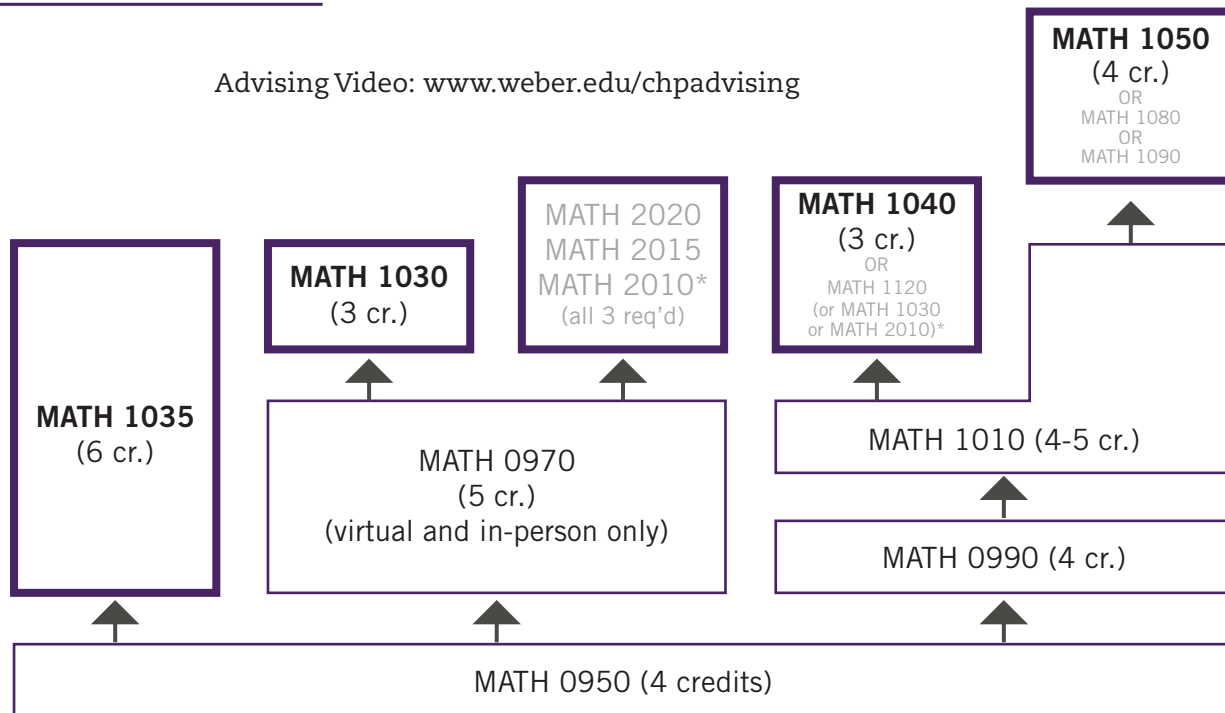 Advising Video: www.weber.edu/chpadvising
MATH 1050
(4 cr.)
OR
MATH 1080
OR
MATH 1090
MATH 1035
(6 cr.)
MATH 1030
(3 cr.)
MATH 2020
MATH 2015
MATH 2010*
(all 3 req'd)
MATH 1040
(3 cr.)
OR
MATH 1120
(or MATH 1030
or MATH 2010)*
MATH 0970
(5 cr.)
(virtual and in-person only)
MATH 1010 (4-5 cr.)
MATH 0990 (4 cr.)
MATH 0950 (4 credits)